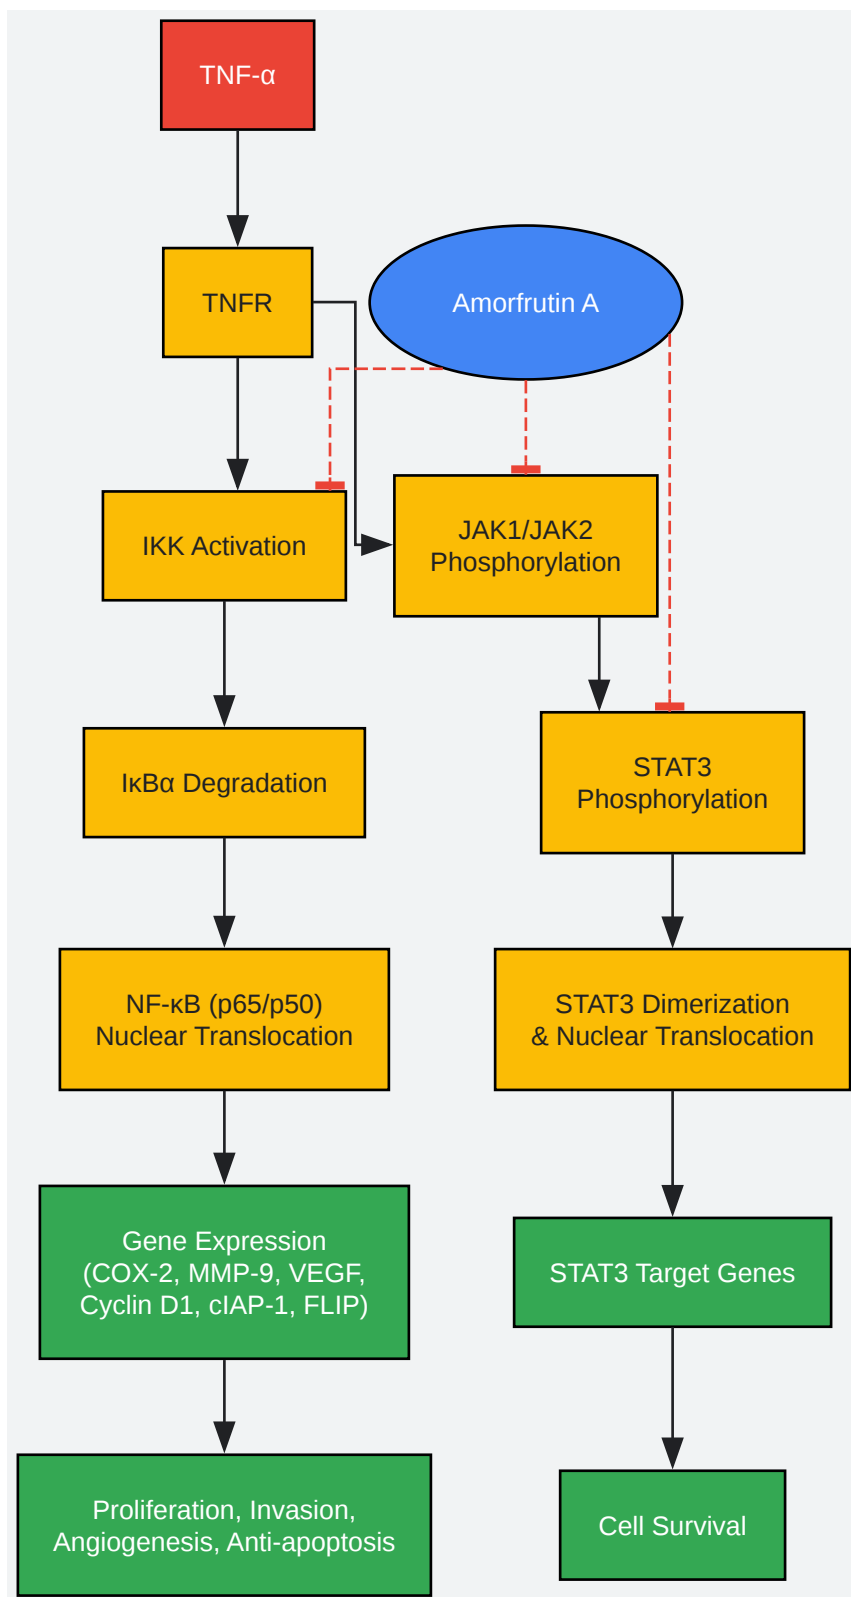 TNF-α
TNFR
Amorfrutin A
IKK Activation
JAK1/JAK2
Phosphorylation
IκBα Degradation
STAT3
Phosphorylation
NF-κB (p65/p50)
Nuclear Translocation
STAT3 Dimerization
& Nuclear Translocation
Gene Expression
(COX-2, MMP-9, VEGF,
Cyclin D1, cIAP-1, FLIP)
STAT3 Target Genes
Proliferation, Invasion,
Angiogenesis, Anti-apoptosis
Cell Survival